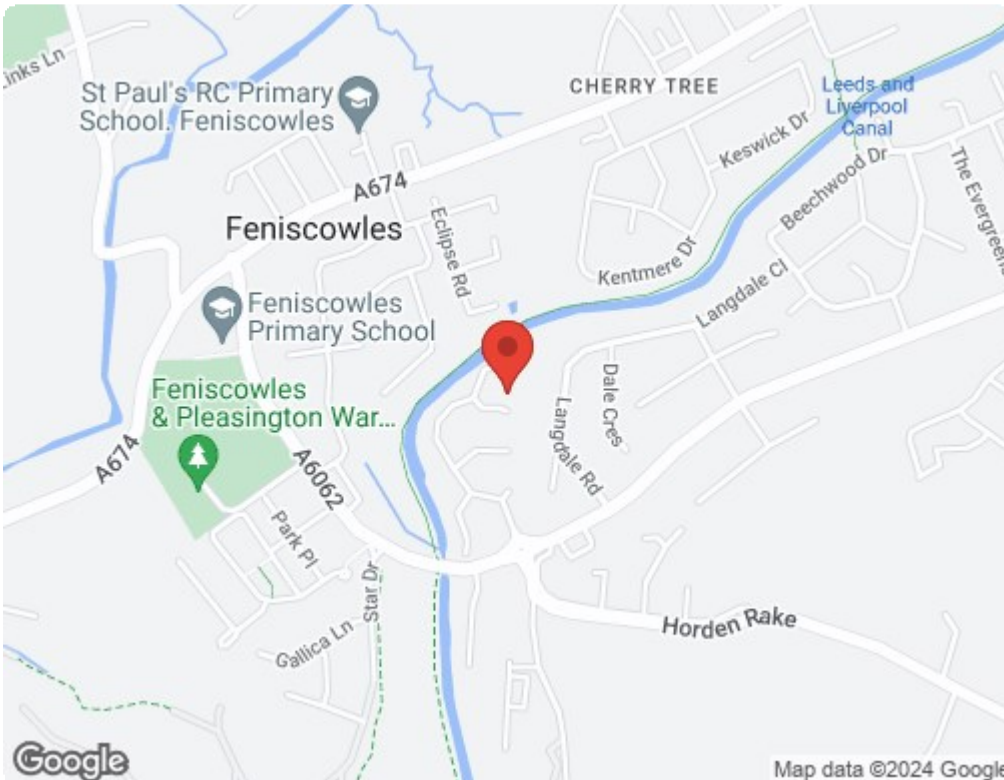 Links Ln
St Paul's RC Primary
School. Feniscowles
CHERRY TREE
Leeds and
Liverpool
Canal
Keswick Dr
Beechwood Dr
The Evergreens
A674
Feniscowles
Eclipse Rd
Kentmere Dr
Langdale Cl
Feniscowles
Primary School
Dale Cres
Langdale Rd
Feniscowles
& Pleasington War...
A674
A6062
Park Pl
Star Dr
Gallica Ln
Horden Rake
Google
Map data ©2024 Google